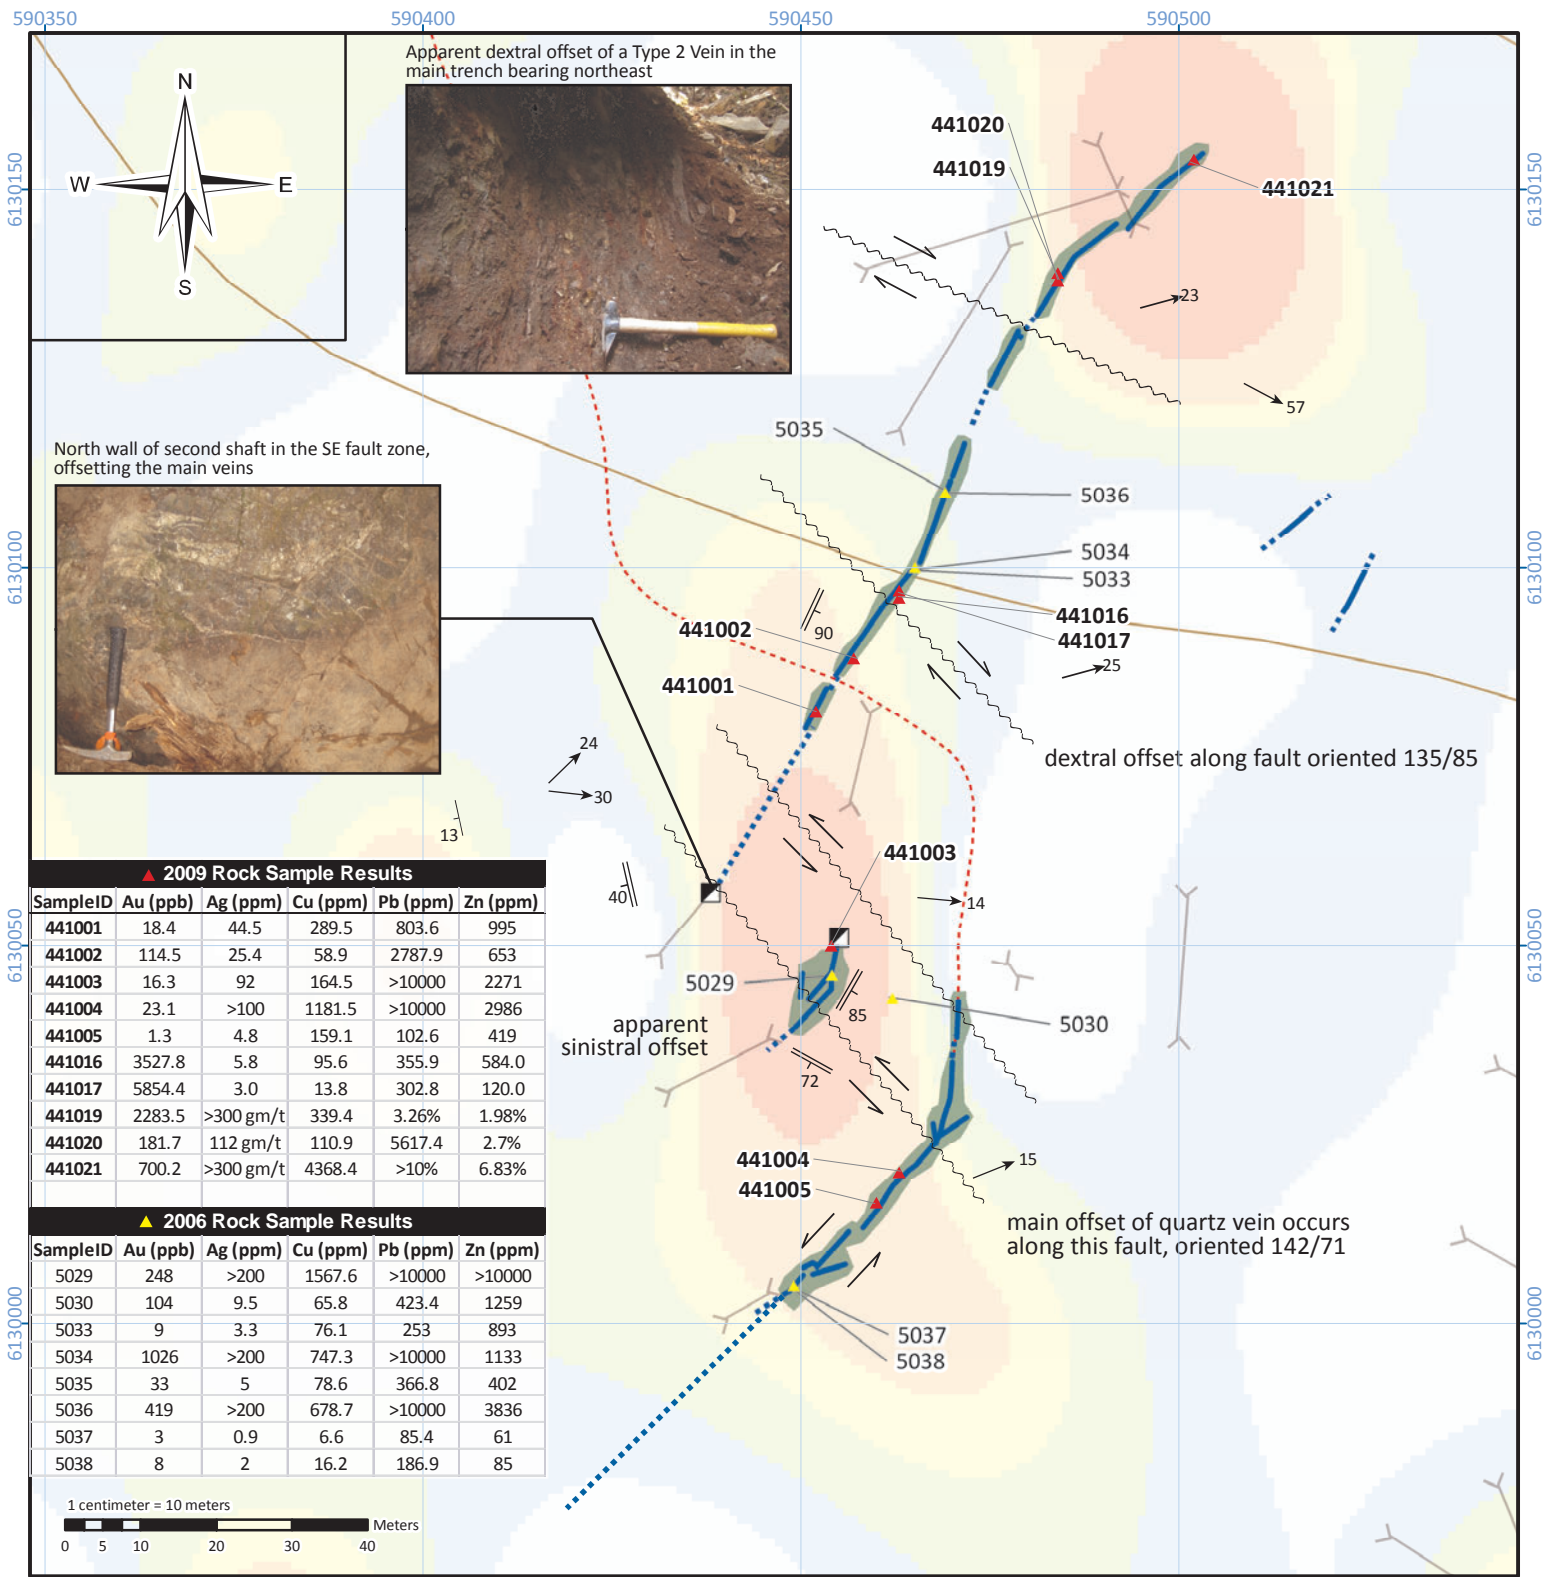 590350 590400 590450 590500
Apparent dextral offset of a Type 2 Vein in the
main trench bearing northeast
N
W E
S
6130150 6130150
441020
441019
441021
23
57
North wall of second shaft in the SE fault zone,
offsetting the main veins
5035
5036
5034
5033
6130100 6130100
441016
441017
441002
90
25
441001
dextral offset along fault oriented 135/85
24
30
13
441003
40
14
6130050 6130050
5029
85
5030
apparent
sinistral offset
72
441004
15
441005
main offset of quartz vein occurs
along this fault, oriented 142/71
5037
5038
6130000 6130000
2009 Rock Sample Results
SampleID Au (ppb) Ag (ppm) Cu (ppm) Pb (ppm) Zn (ppm)
441001 18.4 44.5 289.5 803.6 995
441002 114.5 25.4 58.9 2787.9 653
441003 16.3 92 164.5 >10000 2271
441004 23.1 >100 1181.5 >10000 2986
441005 1.3 4.8 159.1 102.6 419
441016 3527.8 5.8 95.6 355.9 584.0
441017 5854.4 3.0 13.8 302.8 120.0
441019 2283.5 >300 gm/t 339.4 3.26% 1.98%
441020 181.7 112 gm/t 110.9 5617.4 2.7%
441021 700.2 >300 gm/t 4368.4 >10% 6.83%
2006 Rock Sample Results
SampleID Au (ppb) Ag (ppm) Cu (ppm) Pb (ppm) Zn (ppm)
5029 248 >200 1567.6 >10000 >10000
5030 104 9.5 65.8 423.4 1259
5033 9 3.3 76.1 253 893
5034 1026 >200 747.3 >10000 1133
5035 33 5 78.6 366.8 402
5036 419 >200 678.7 >10000 3836
5037 3 0.9 6.6 85.4 61
5038 8 2 16.2 186.9 85
1 centimeter = 10 meters
Meters
0 5 10 20 30 40